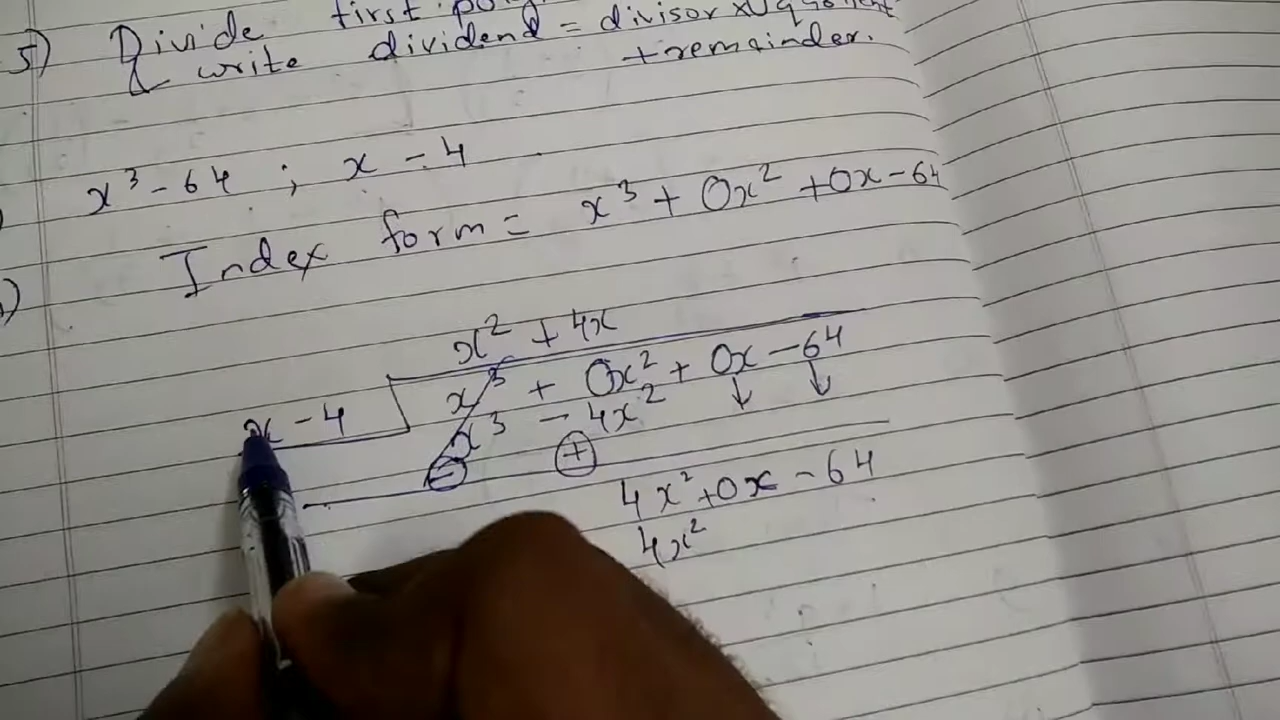 5) Divide first
& write dividend = divisor x quotient
+ remainder.
x³ - 64 ; x - 4
Index form = x³ + 0x² + 0x - 64
x² + 4x
x - 4 x³ + 0x² + 0x - 64
x³ - 4x² ↓ ↓
- +
4x² + 0x - 64
4x²